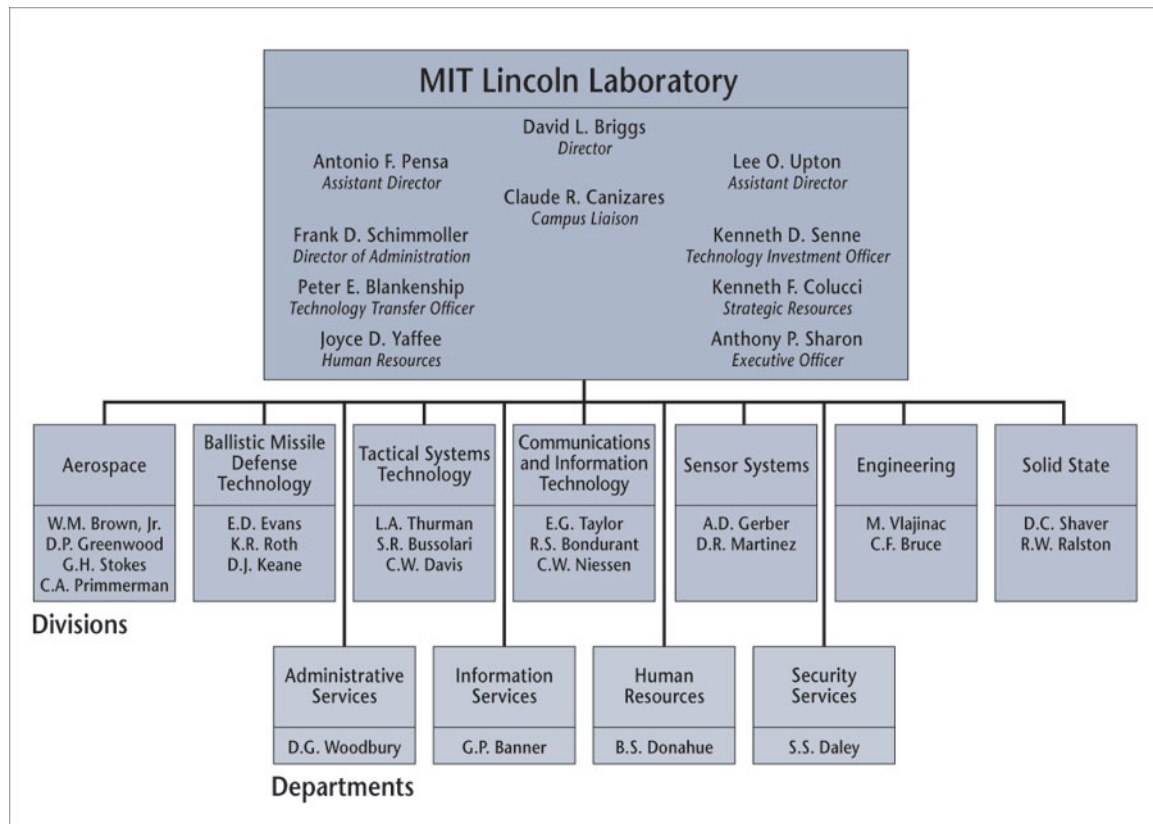 MIT Lincoln Laboratory
David L. Briggs
Director
Antonio F. Pensa
Assistant Director
Lee O. Upton
Assistant Director
Claude R. Canizares
Campus Liaison
Frank D. Schimmoller
Director of Administration
Kenneth D. Senne
Technology Investment Officer
Peter E. Blankenship
Technology Transfer Officer
Kenneth F. Colucci
Strategic Resources
Joyce D. Yaffee
Human Resources
Anthony P. Sharon
Executive Officer
Aerospace
W.M. Brown, Jr.
D.P. Greenwood
G.H. Stokes
C.A. Primmerman
Ballistic Missile
Defense
Technology
E.D. Evans
K.R. Roth
D.J. Keane
Tactical Systems
Technology
L.A. Thurman
S.R. Bussolari
C.W. Davis
Communications
and Information
Technology
E.G. Taylor
R.S. Bondurant
C.W. Niessen
Sensor Systems
A.D. Gerber
D.R. Martinez
Engineering
M. Vlajinac
C.F. Bruce
Solid State
D.C. Shaver
R.W. Ralston
Divisions
Administrative
Services
D.G. Woodbury
Information
Services
G.P. Banner
Human
Resources
B.S. Donahue
Security
Services
S.S. Daley
Departments